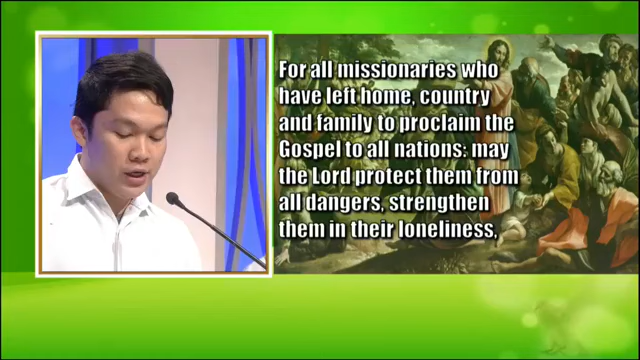 For all missionaries who
have left home, country
and family to proclaim the
Gospel to all nations: may
the Lord protect them from
all dangers, strengthen
them in their loneliness,